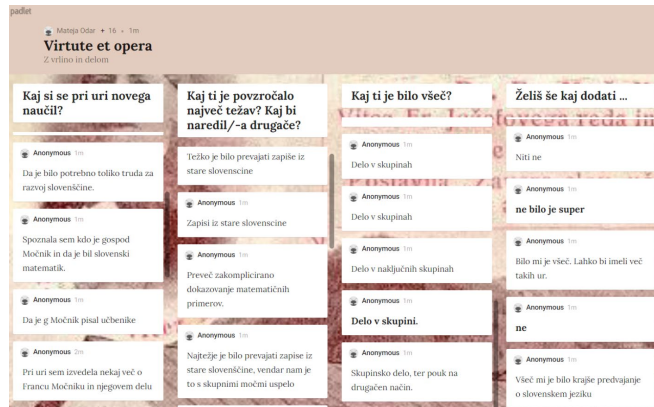 padlet
Mateja Odar + 16 • 1m
Virtute et opera
Z vrlino in delom
Kaj si se pri uri novega
naučil?
Anonymous 1m
Da je bilo potrebno toliko truda za
razvoj slovenščine.
Anonymous 1m
Spoznala sem kdo je gospod
Močnik in da je bil slovenski
matematik.
Anonymous 1m
Da je g Močnik pisal učbenike
Anonymous 2m
Pri uri sem izvedela nekaj več o
Francu Močniku in njegovem delu
Kaj ti je povzročalo
največ težav? Kaj bi
naredil/-a drugače?
Težko je bilo prevajati zapise iz
stare slovenscine
Anonymous 1m
Zapisi iz stare slovenscine
Anonymous 1m
Preveč zakomplicirano
dokazovanje matematičnih
primerov.
Anonymous 1m
Najtežje je bilo prevajati zapise iz
stare slovenščine, vendar nam je
to s skupnimi močmi uspelo
Kaj ti je bilo všeč?
Anonymous 1m
Delo v skupinah
Anonymous 1m
Delo v skupinah
Anonymous 1m
Delo v naključnih skupinah
Anonymous 1m
Delo v skupini.
Anonymous 1m
Skupinsko delo, ter pouk na
drugačen način.
Želiš še kaj dodati ...
Anonymous 1m
Niti ne
Anonymous 1m
ne bilo je super
Anonymous 1m
Bilo mi je všeč. Lahko bi imeli več
takih ur.
Anonymous 1m
ne
Anonymous 1m
Všeč mi je bilo krajše predvajanje
o slovenskem jeziku